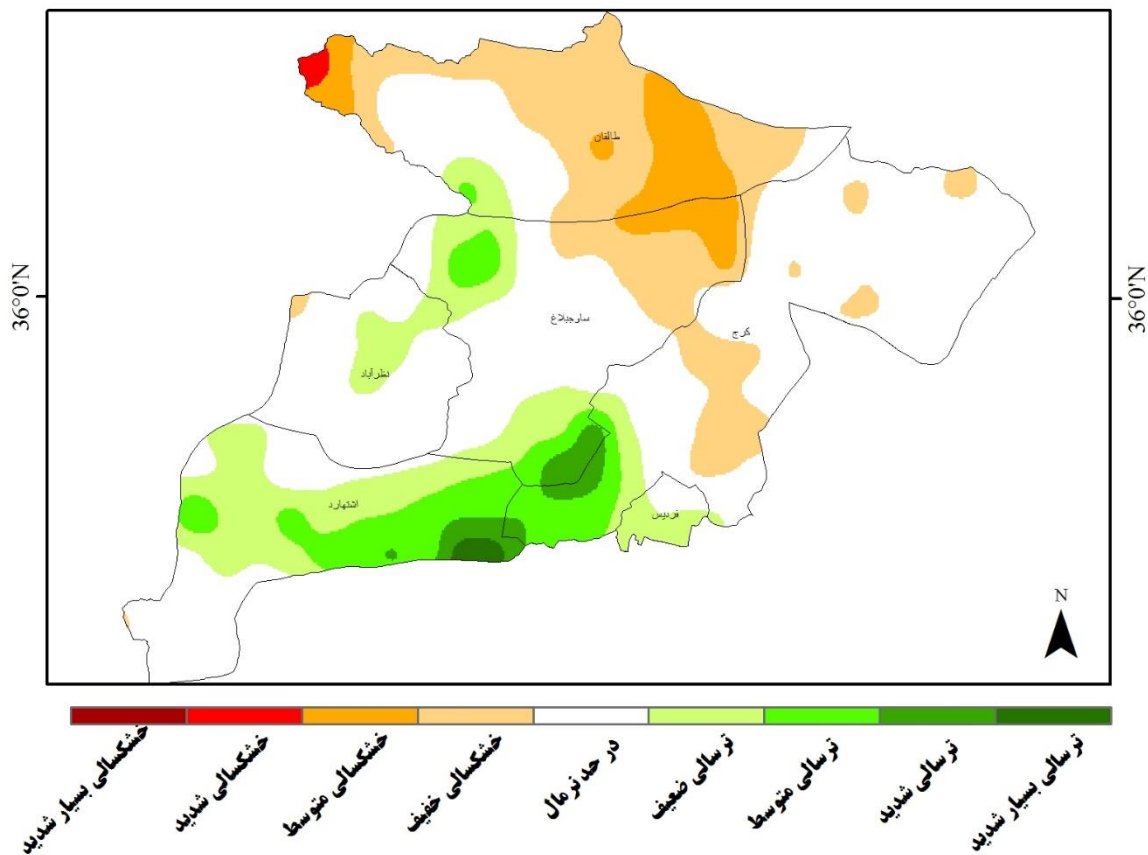 طالقان
36°0'N
36°0'N
ساوجبلاغ
کرج
نظرآباد
اشتهارد
فردیس
N
خشکسالی بسیار شدید
خشکسالی شدید
خشکسالی متوسط
خشکسالی خفیف
در حد نرمال
ترسالی ضعیف
ترسالی متوسط
ترسالی شدید
ترسالی بسیار شدید